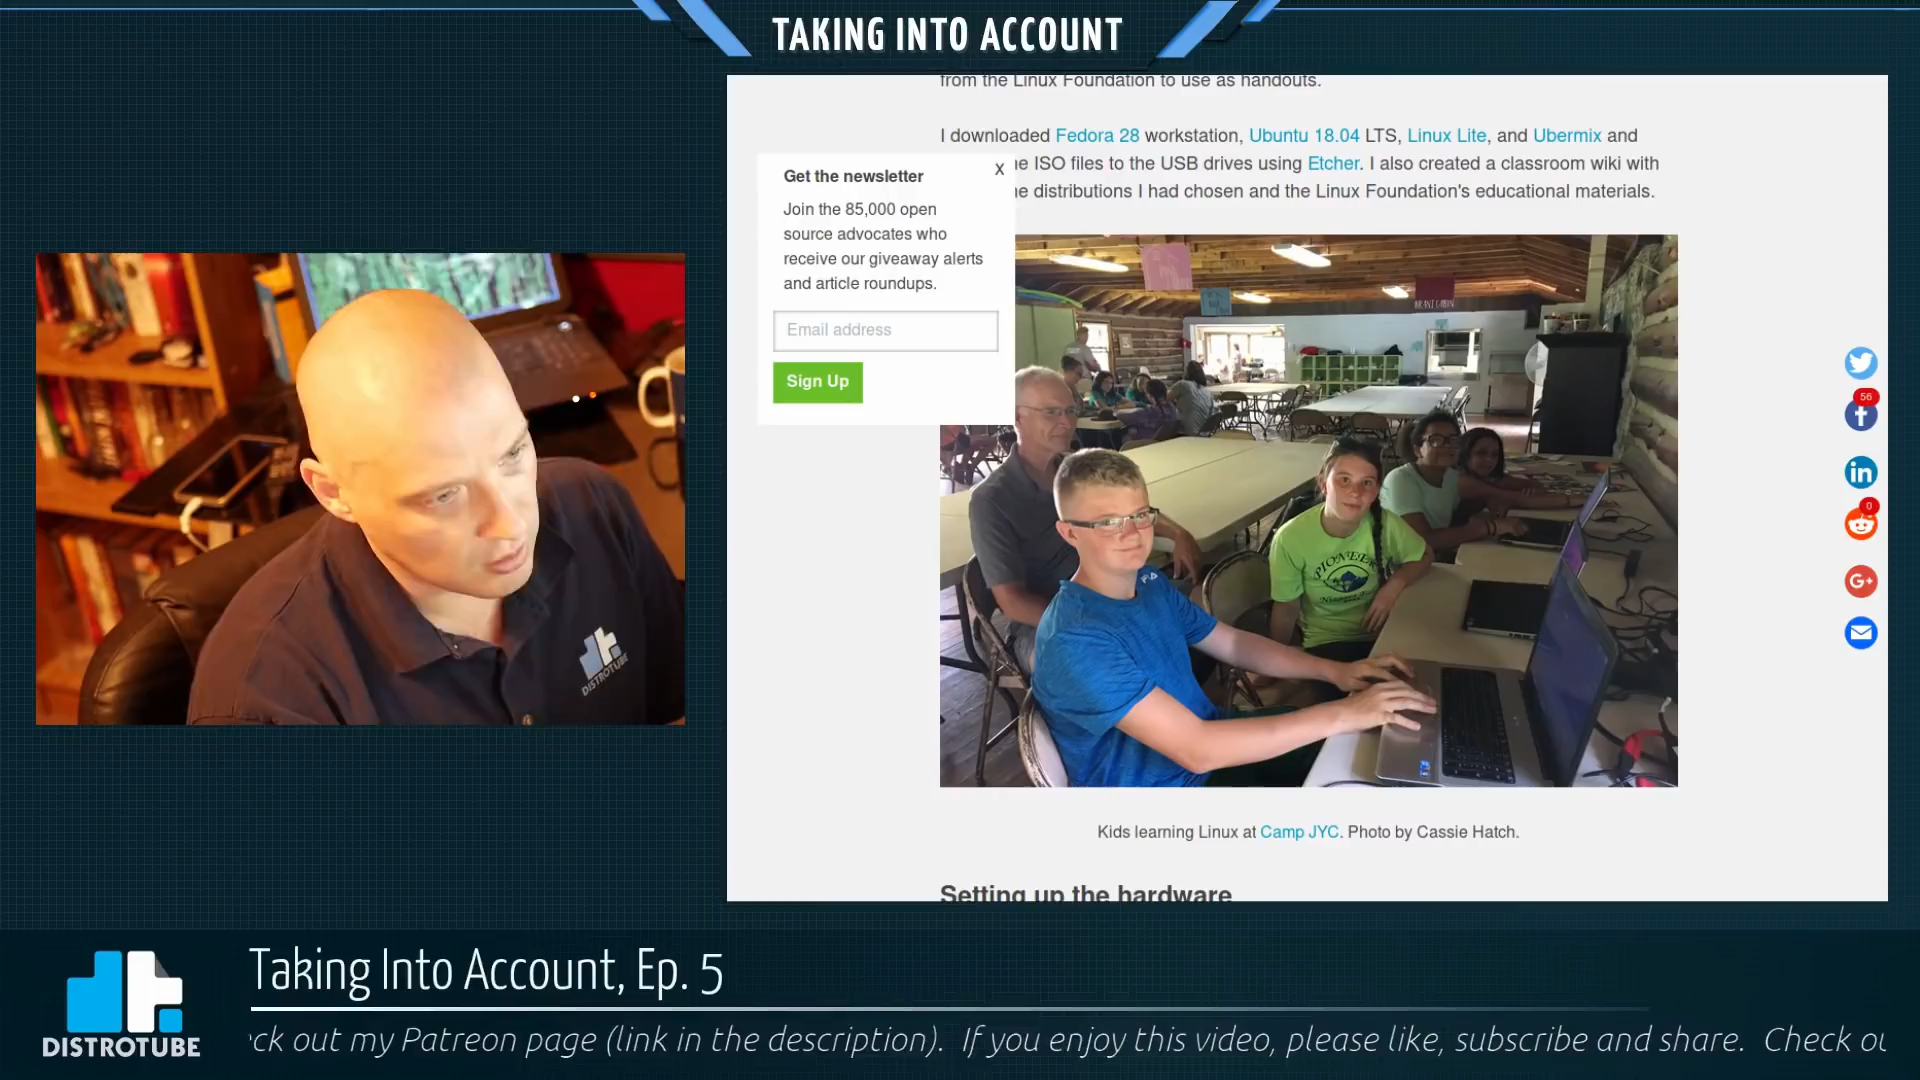 TAKING INTO ACCOUNT
from the Linux Foundation to use as handouts.
I downloaded Fedora 28 workstation, Ubuntu 18.04 LTS, Linux Lite, and Ubermix and
e ISO files to the USB drives using Etcher. I also created a classroom wiki with
ne distributions I had chosen and the Linux Foundation's educational materials.
Get the newsletter
X
Join the 85,000 open
source advocates who
receive our giveaway alerts
and article roundups.
Email address
Sign Up
56
0
PIONEER
DISTROTUBE
Kids learning Linux at Camp JYC. Photo by Cassie Hatch.
Setting up the hardware
Taking Into Account, Ep. 5
ck out my Patreon page (link in the description). If you enjoy this video, please like, subscribe and share. Check ou
DISTROTUBE